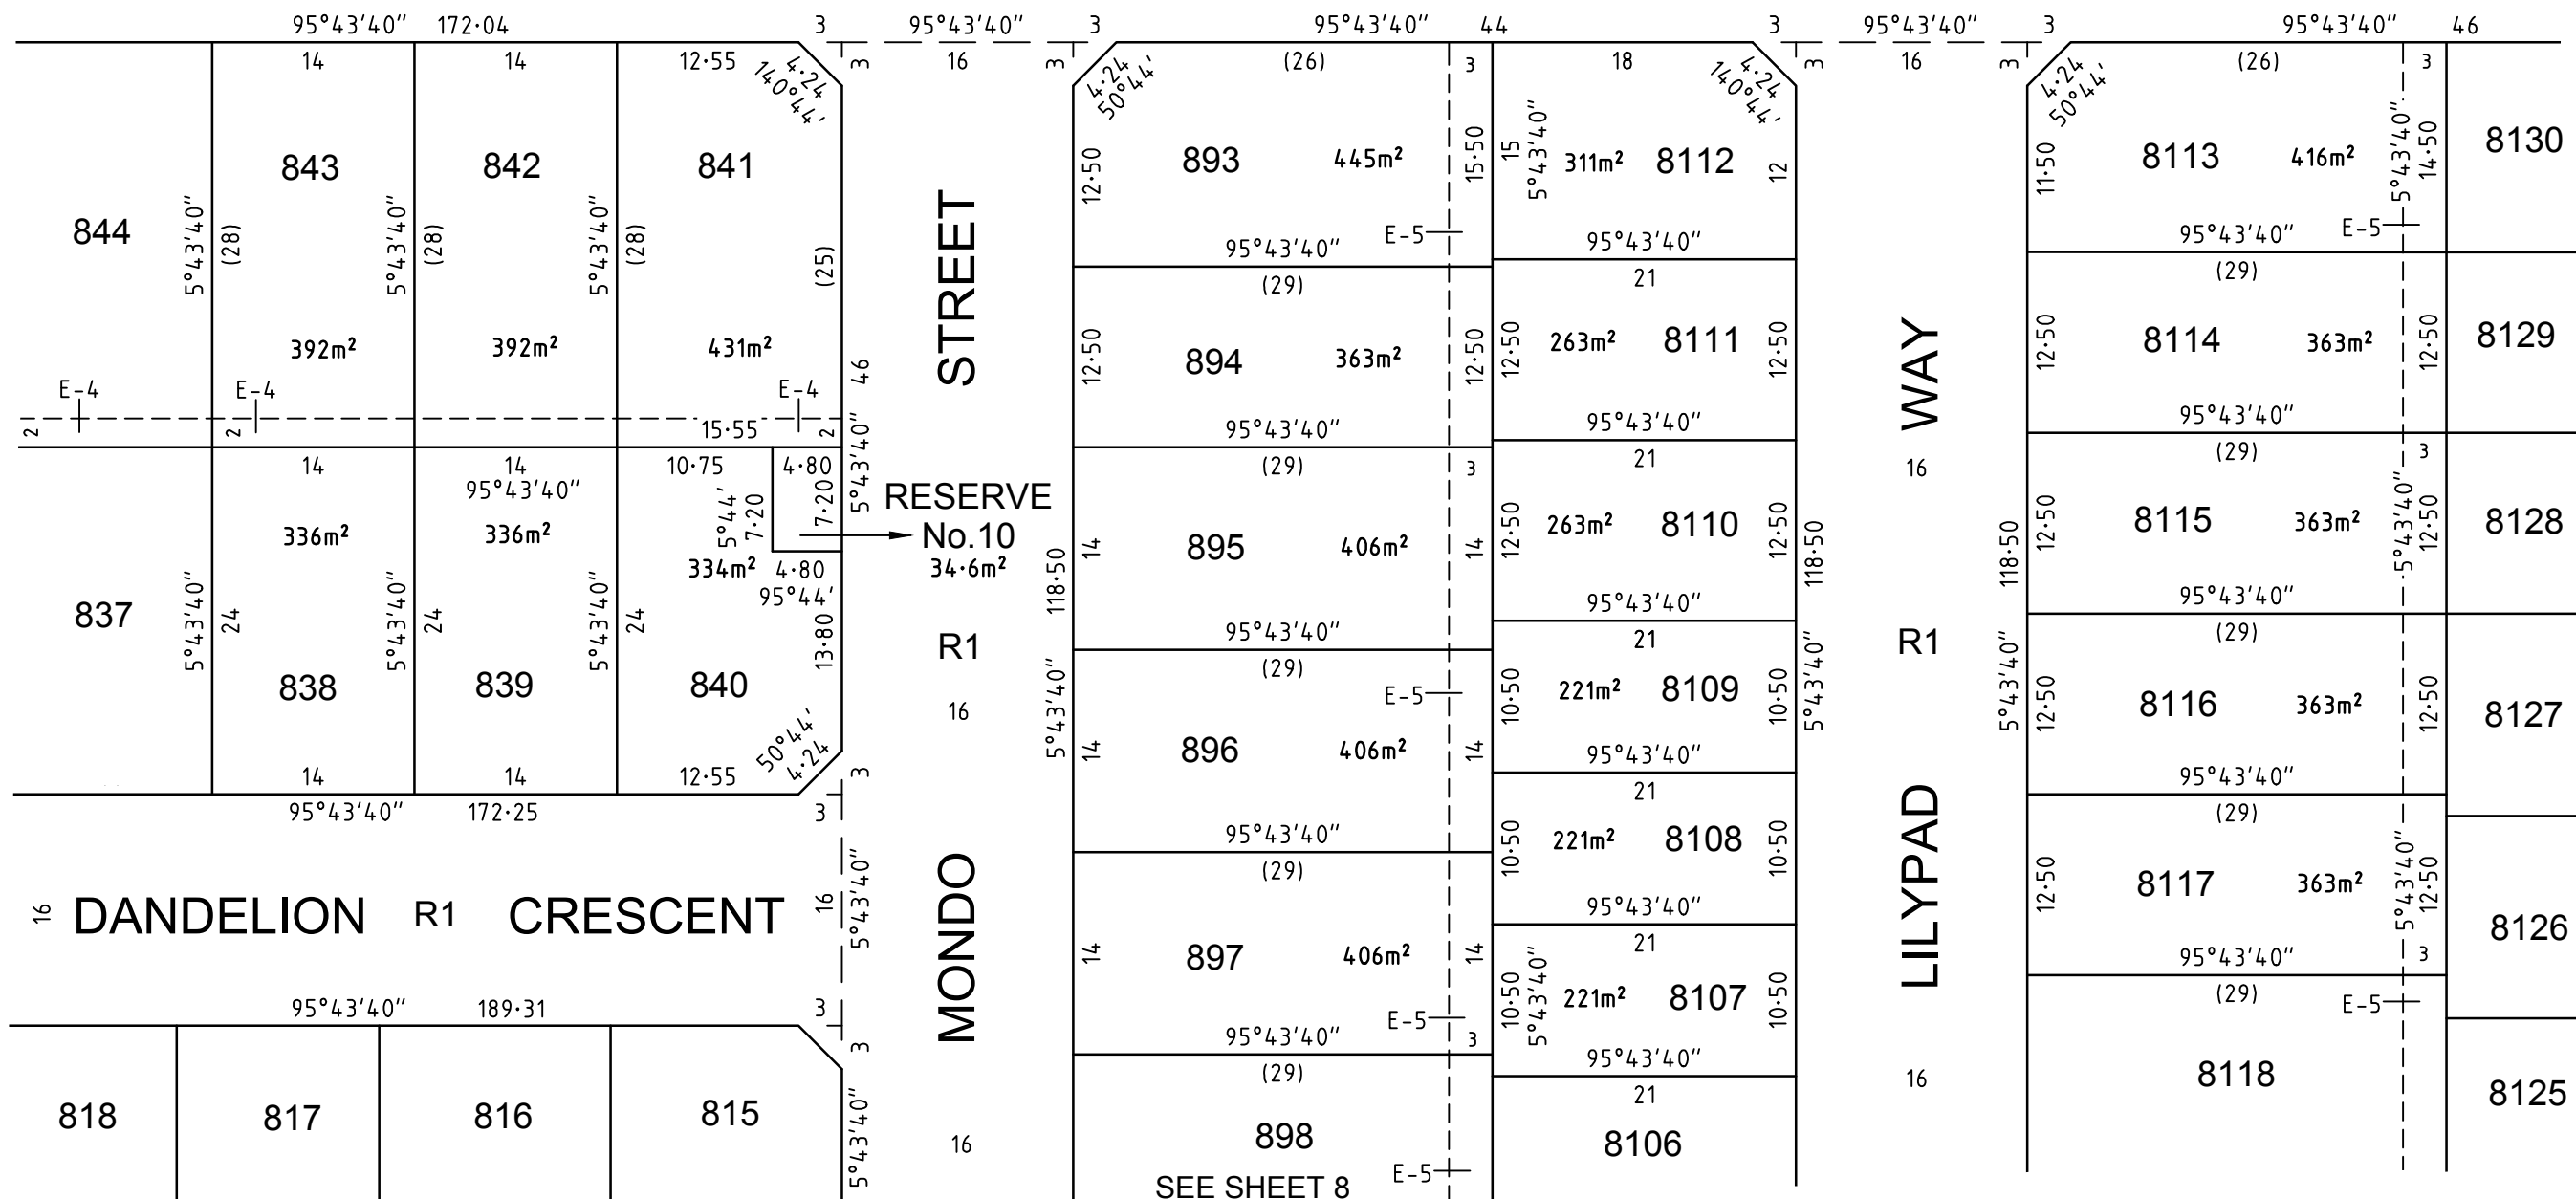 95°43'40" 172·04 3 95°43'40" 3 95°43'40" 44 3 95°43'40" 3 95°43'40" 46
14 14 12·55 4·24 140°44' 3 16 3 4·24 50°44' (26) 3 18 4·24 140°44' 3 16 3 4·24 50°44' (26) 3
844 5°43'40" (28) 843 392m² 5°43'40" (28) 842 392m² 5°43'40" (28) 841 431m² (25)
E-4 E-4 E-4
2 2 15·55 2
46 5°43'40"
14 14 10·75 4·80
95°43'40"
5°44' 7·20 7·20
RESERVE
No.10
34·6m²
4·80
95°44'
837 5°43'40" 24 336m² 838 5°43'40" 24 336m² 839 5°43'40" 24 334m² 840 13·80
50°44' 4·24 3
14 14 12·55
95°43'40" 172·25 3
16 DANDELION R1 CRESCENT 16 5°43'40"
95°43'40" 189·31 3
3
818 817 816 815 5°43'40"
STREET
R1
16
MONDO
16
118·50 5°43'40"
12·50 893 445m² 15·50
E-5
95°43'40"
(29)
12·50 894 363m² 12·50
95°43'40"
(29) 3
14 895 406m² 14
95°43'40"
(29)
E-5
14 896 406m² 14
95°43'40"
(29)
14 897 406m² 14
E-5
95°43'40" 3
(29)
898
E-5
SEE SHEET 8
15 5°43'40" 311m² 8112 12
95°43'40"
21
12·50 263m² 8111 12·50
95°43'40"
21
12·50 263m² 8110 12·50
95°43'40"
21
10·50 221m² 8109 10·50
95°43'40"
21
10·50 221m² 8108 10·50
95°43'40"
21
10·50 5°43'40" 221m² 8107 10·50
95°43'40"
21
8106
118·50 5°43'40"
WAY
16
R1
LILYPAD
16
118·50 5°43'40"
11·50 8113 416m² 5°43'40" 14·50 8130
95°43'40" E-5
(29)
12·50 8114 363m² 12·50 8129
95°43'40"
(29) 3
12·50 8115 363m² 5°43'40" 12·50 8128
95°43'40"
(29)
12·50 8116 363m² 12·50 8127
95°43'40"
(29)
12·50 8117 363m² 5°43'40" 12·50 8126
95°43'40" 3
(29)
E-5
8118 8125